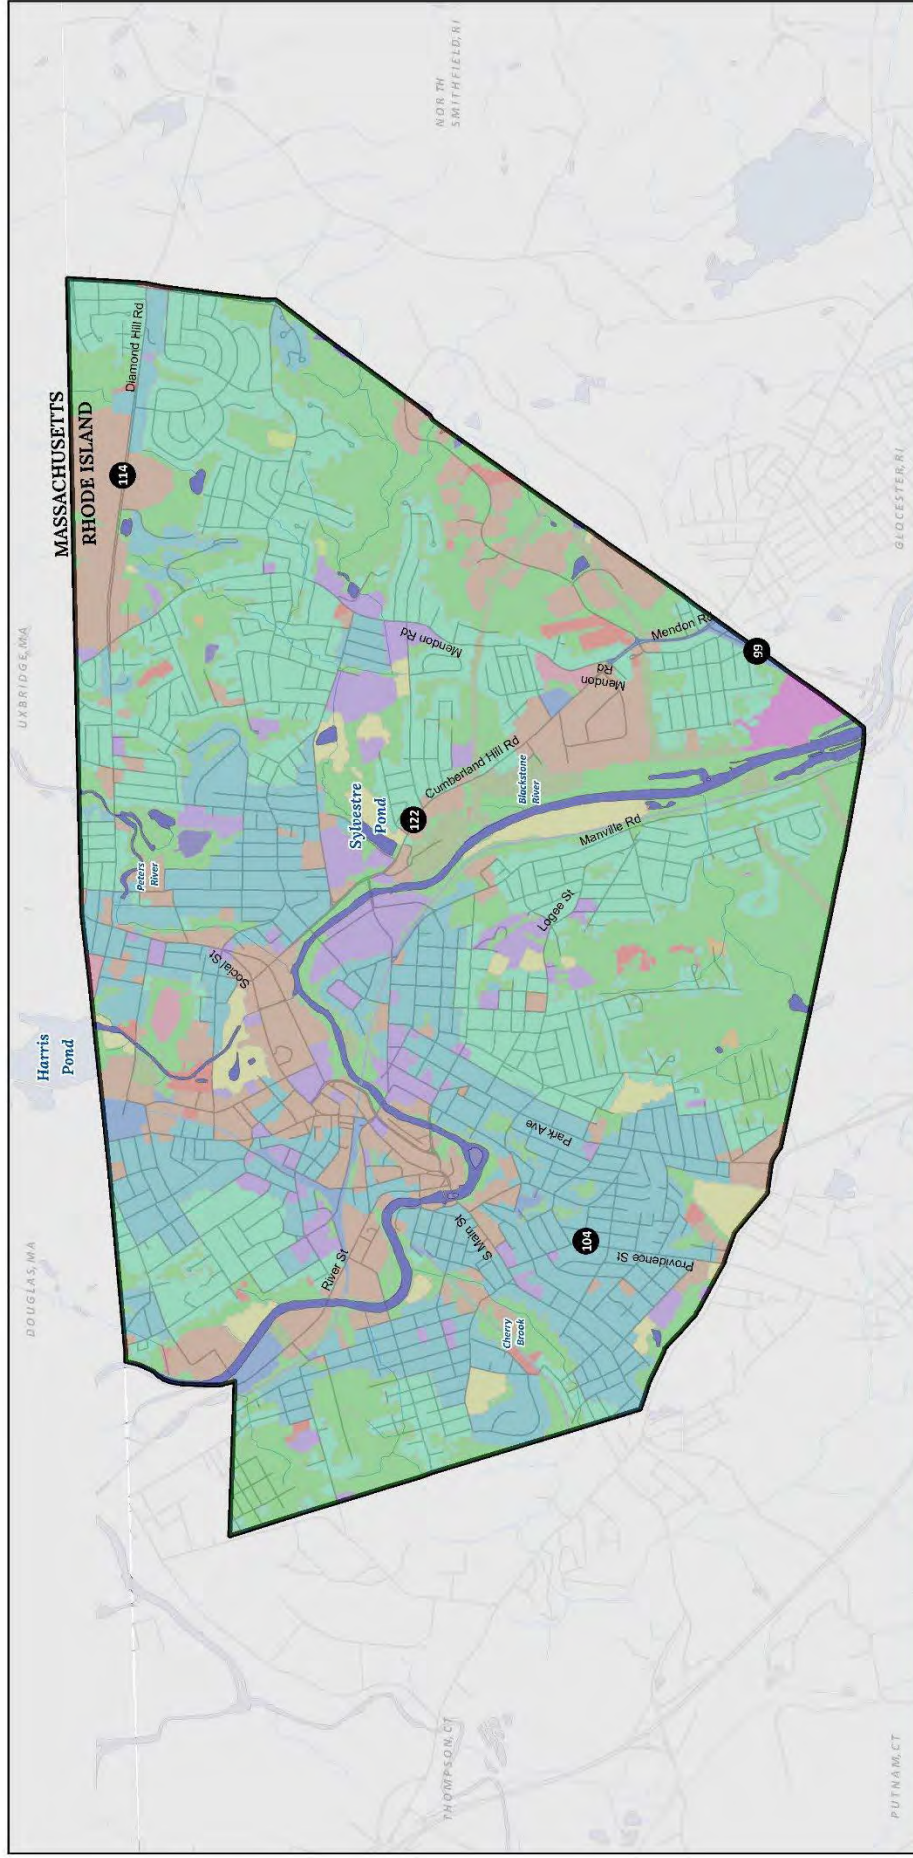 DOUGLAS, MA
UXBRIDGE, MA
Harris
Pond
MASSACHUSETTS
RHODE ISLAND
114
Diamond Hill Rd
Peters
River
Social St
River St
Sylvestre
Pond
122
Mendon Rd
NORTH
SMITHFIELD, RI
THOMPSON, CT
S Main St
Cumberland Hill Rd
Cherry
Brook
Blackstone
River
Park Ave
Logee St
104
Manville Rd
Mendon
Rd
Providence St
Mendon Rd
99
PUTNAM, CT
GLOCESTER, RI